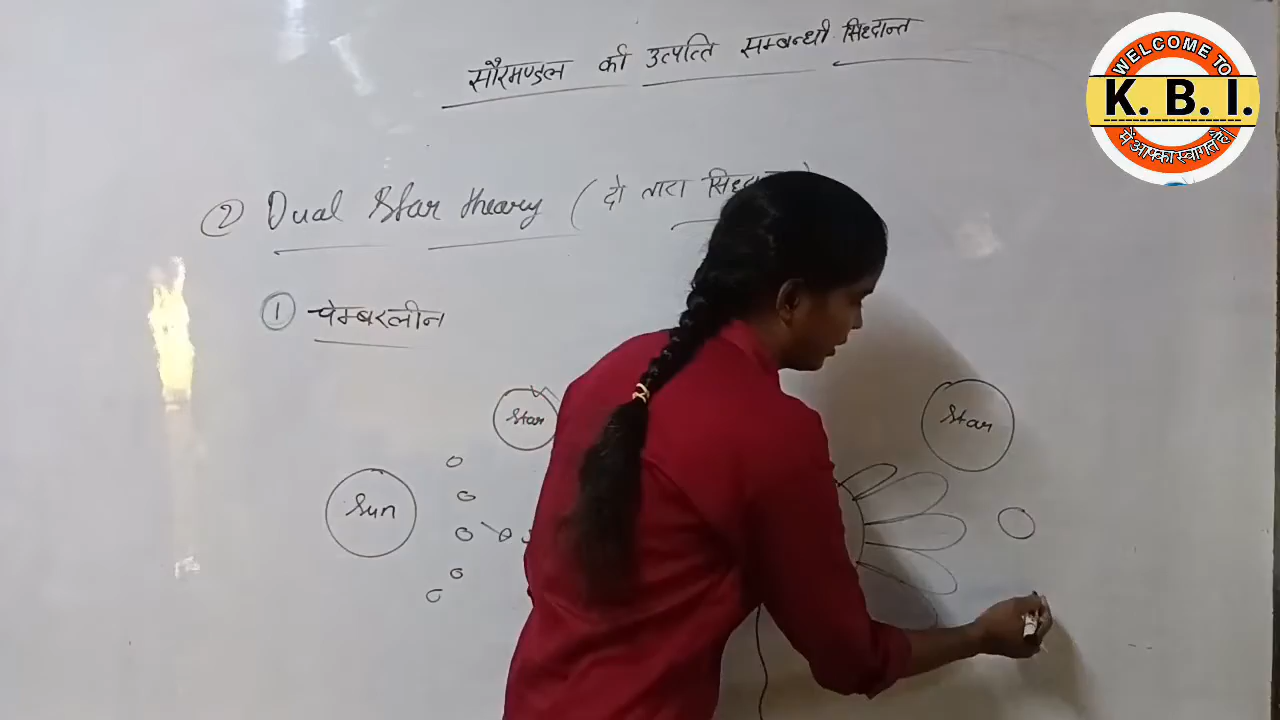 सौरमण्डल की उत्पत्ति सम्बन्धी सिध्दान्त
WELCOME TO
K. B. I.
में आपका स्वागत है।
② Dual Star theory ( दो तारा
① चेम्बरलीन
Star
Star
Sun